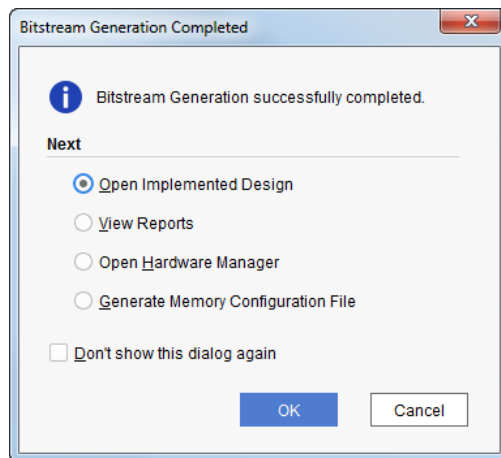 Bitstream Generation Completed
Bitstream Generation successfully completed.
Next
Open Implemented Design
View Reports
Open Hardware Manager
Generate Memory Configuration File
Don't show this dialog again
OK
Cancel